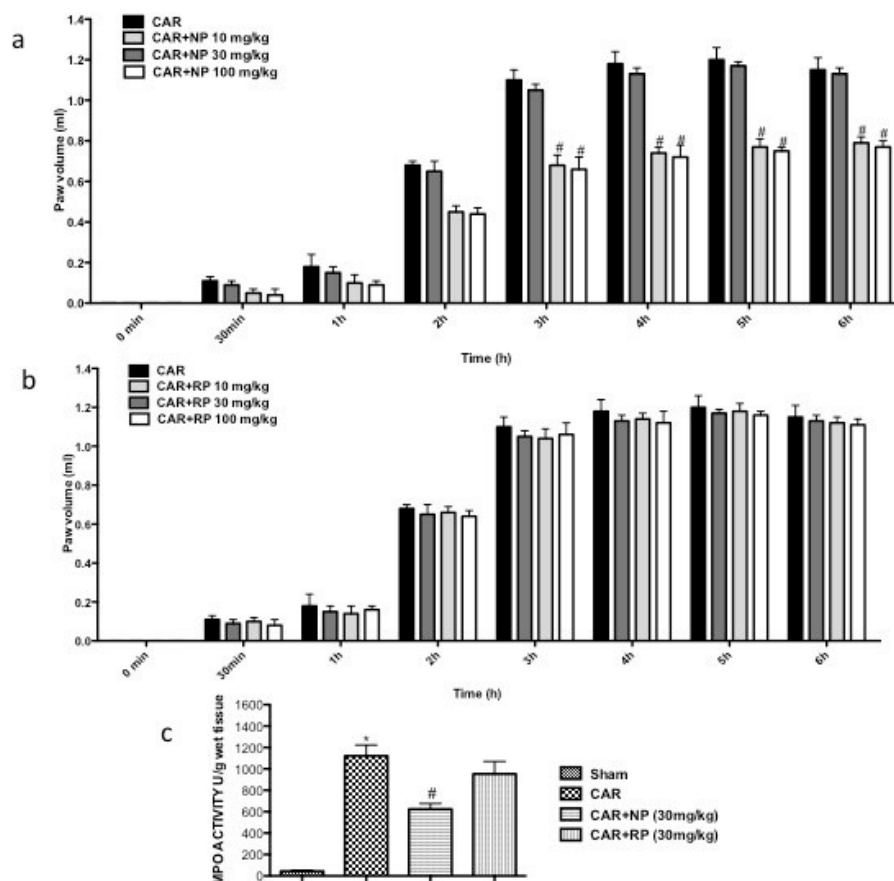 a
CAR
CAR+NP 10 mg/kg
CAR+NP 30 mg/kg
CAR+NP 100 mg/kg
Paw volume (ml)
1.4
1.2
1.0
0.8
0.6
0.4
0.2
0.0
# # # # # # # #
0 min 30min 1h 2h 3h 4h 5h 6h
Time (h)
b
CAR
CAR+RP 10 mg/kg
CAR+RP 30 mg/kg
CAR+RP 100 mg/kg
Paw volume (ml)
1.4
1.2
1.0
0.8
0.6
0.4
0.2
0.0
0 min 30min 1h 2h 3h 4h 5h 6h
Time (h)
c
MPO ACTIVITY U/g wet tissue
1600
1400
1200
1000
800
600
400
200
0
*
#
Sham
CAR
CAR+NP (30mg/kg)
CAR+RP (30mg/kg)